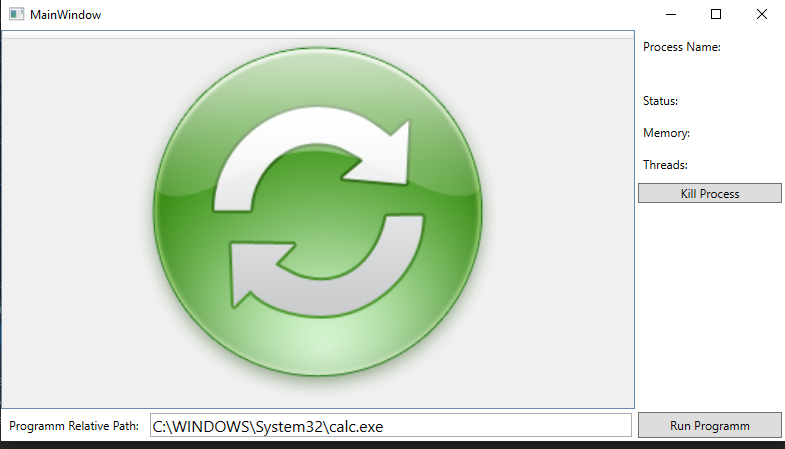 MainWindow
Process Name:
Status:
Memory:
Threads:
Kill Process
Programm Relative Path:
C:\WINDOWS\System32\calc.exe
Run Programm